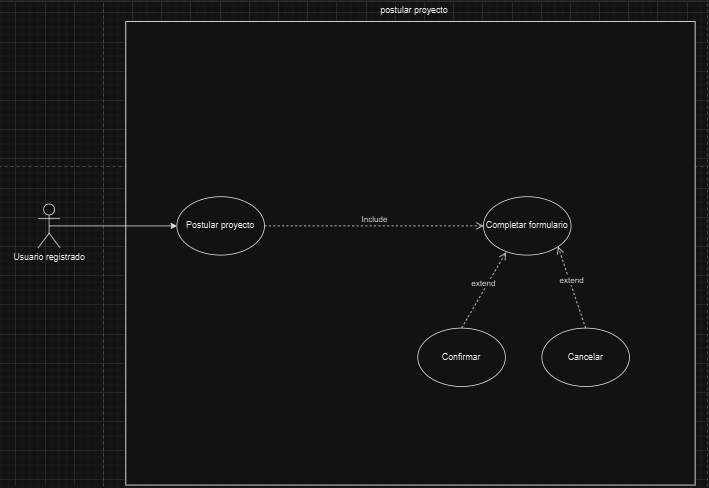 postular proyecto
Postular proyecto
Include
Completar formulario
Usuario registrado
extend
extend
Confirmar
Cancelar